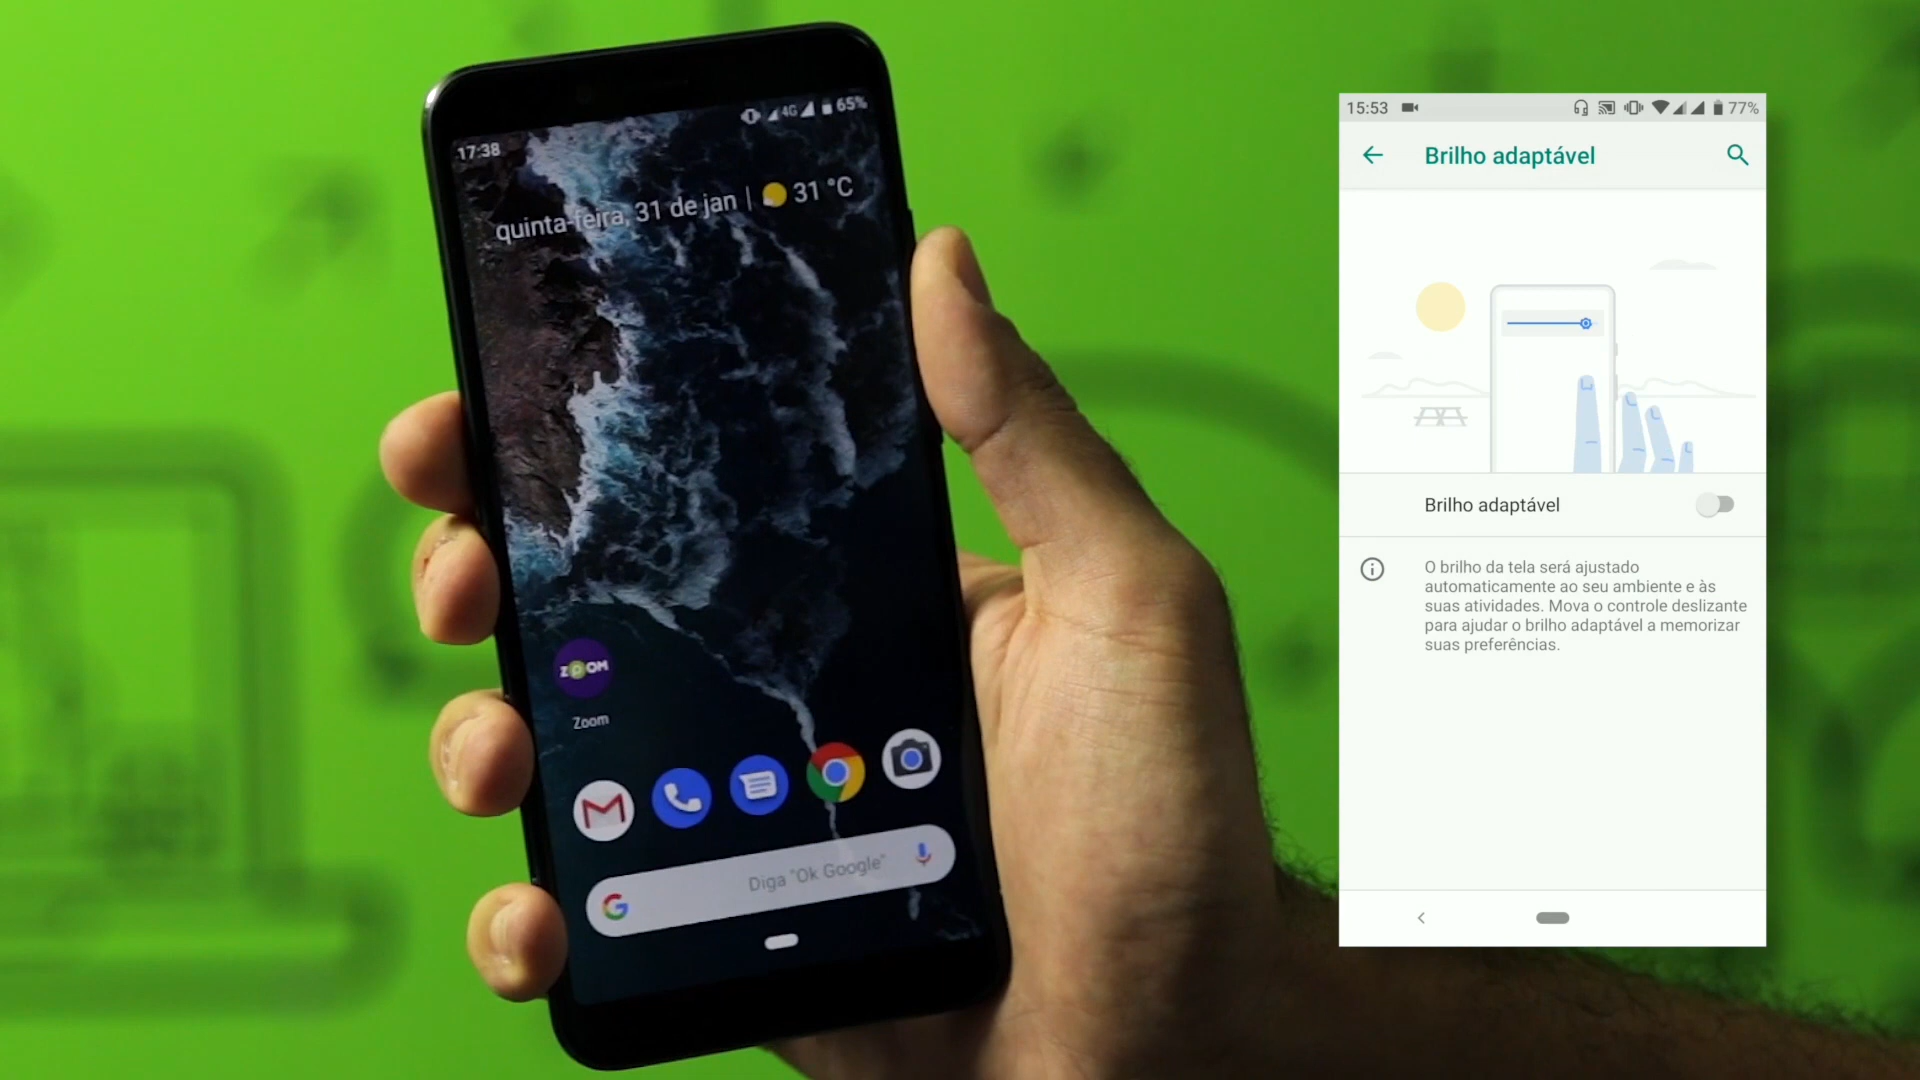 17:38
4G 65%
quinta-feira, 31 de jan | 31 °C
ZOOM
Zoom
Diga "Ok Google"
15:53
77%
Brilho adaptável
Brilho adaptável
O brilho da tela será ajustado
automaticamente ao seu ambiente e às
suas atividades. Mova o controle deslizante
para ajudar o brilho adaptável a memorizar
suas preferências.